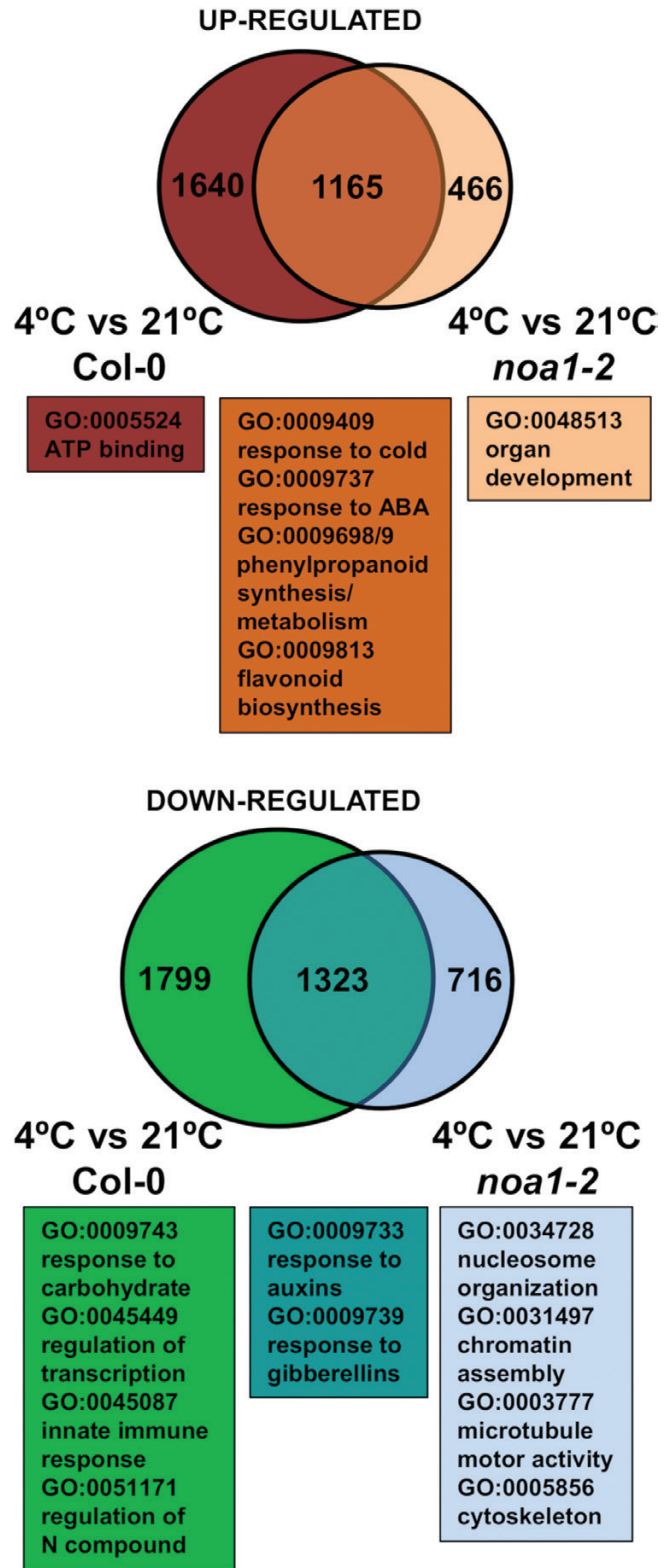 UP-REGULATED
1640
1165
466
4ºC vs 21ºC
Col-0
4ºC vs 21ºC
noa1-2
GO:0005524
ATP binding
GO:0009409
response to cold
GO:0009737
response to ABA
GO:0009698/9
phenylpropanoid
synthesis/
metabolism
GO:0009813
flavonoid
biosynthesis
GO:0048513
organ
development
DOWN-REGULATED
1799
1323
716
4ºC vs 21ºC
Col-0
4ºC vs 21ºC
noa1-2
GO:0009743
response to
carbohydrate
GO:0045449
regulation of
transcription
GO:0045087
innate immune
response
GO:0051171
regulation of
N compound
GO:0009733
response to
auxins
GO:0009739
response to
gibberellins
GO:0034728
nucleosome
organization
GO:0031497
chromatin
assembly
GO:0003777
microtubule
motor activity
GO:0005856
cytoskeleton